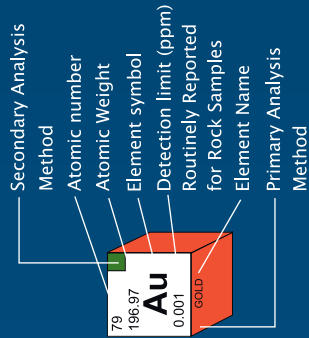 Secondary Analysis
Method
Atomic number
Atomic Weight
Element symbol
Detection limit (ppm)
Routinely Reported
for Rock Samples
Element Name
Primary Analysis
Method
79
196.97
Au
0.001
GOLD